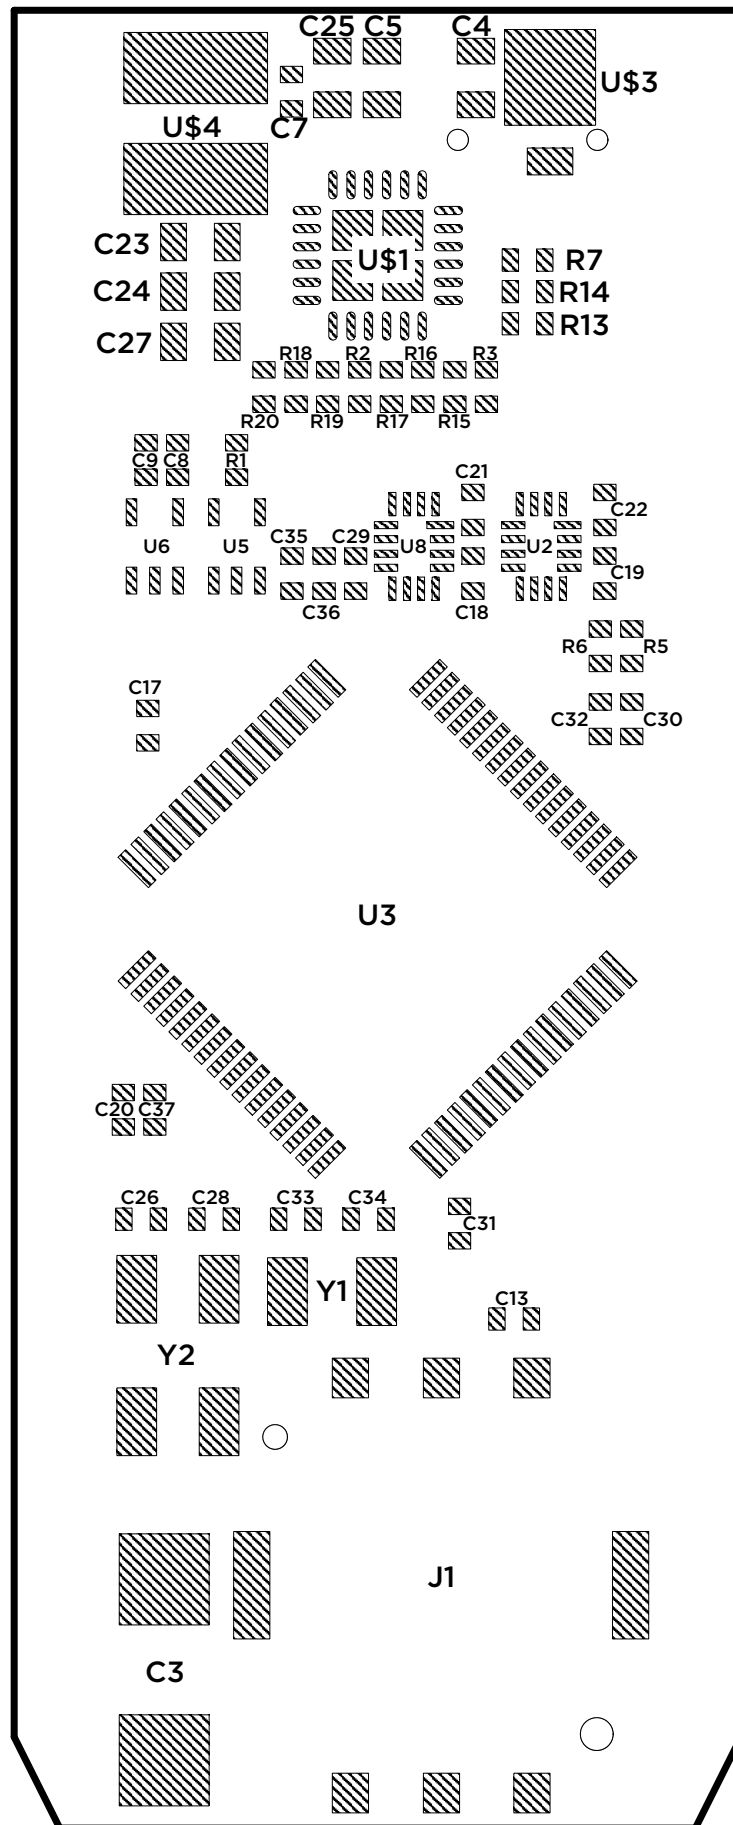 C25 C5 C4
U$3
C7
U$4
C23
U$1
R7
C24
R14
R13
C27
R18 R2 R16 R3
R20 R19 R17 R15
C9 C8 R1
C21
C22
C35 C29
U6 U5 U8 U2
C19
C36 C18
R6 R5
C17
C32 C30
U3
C20 C37
C26 C28 C33 C34
C31
Y1
C13
Y2
J1
C3